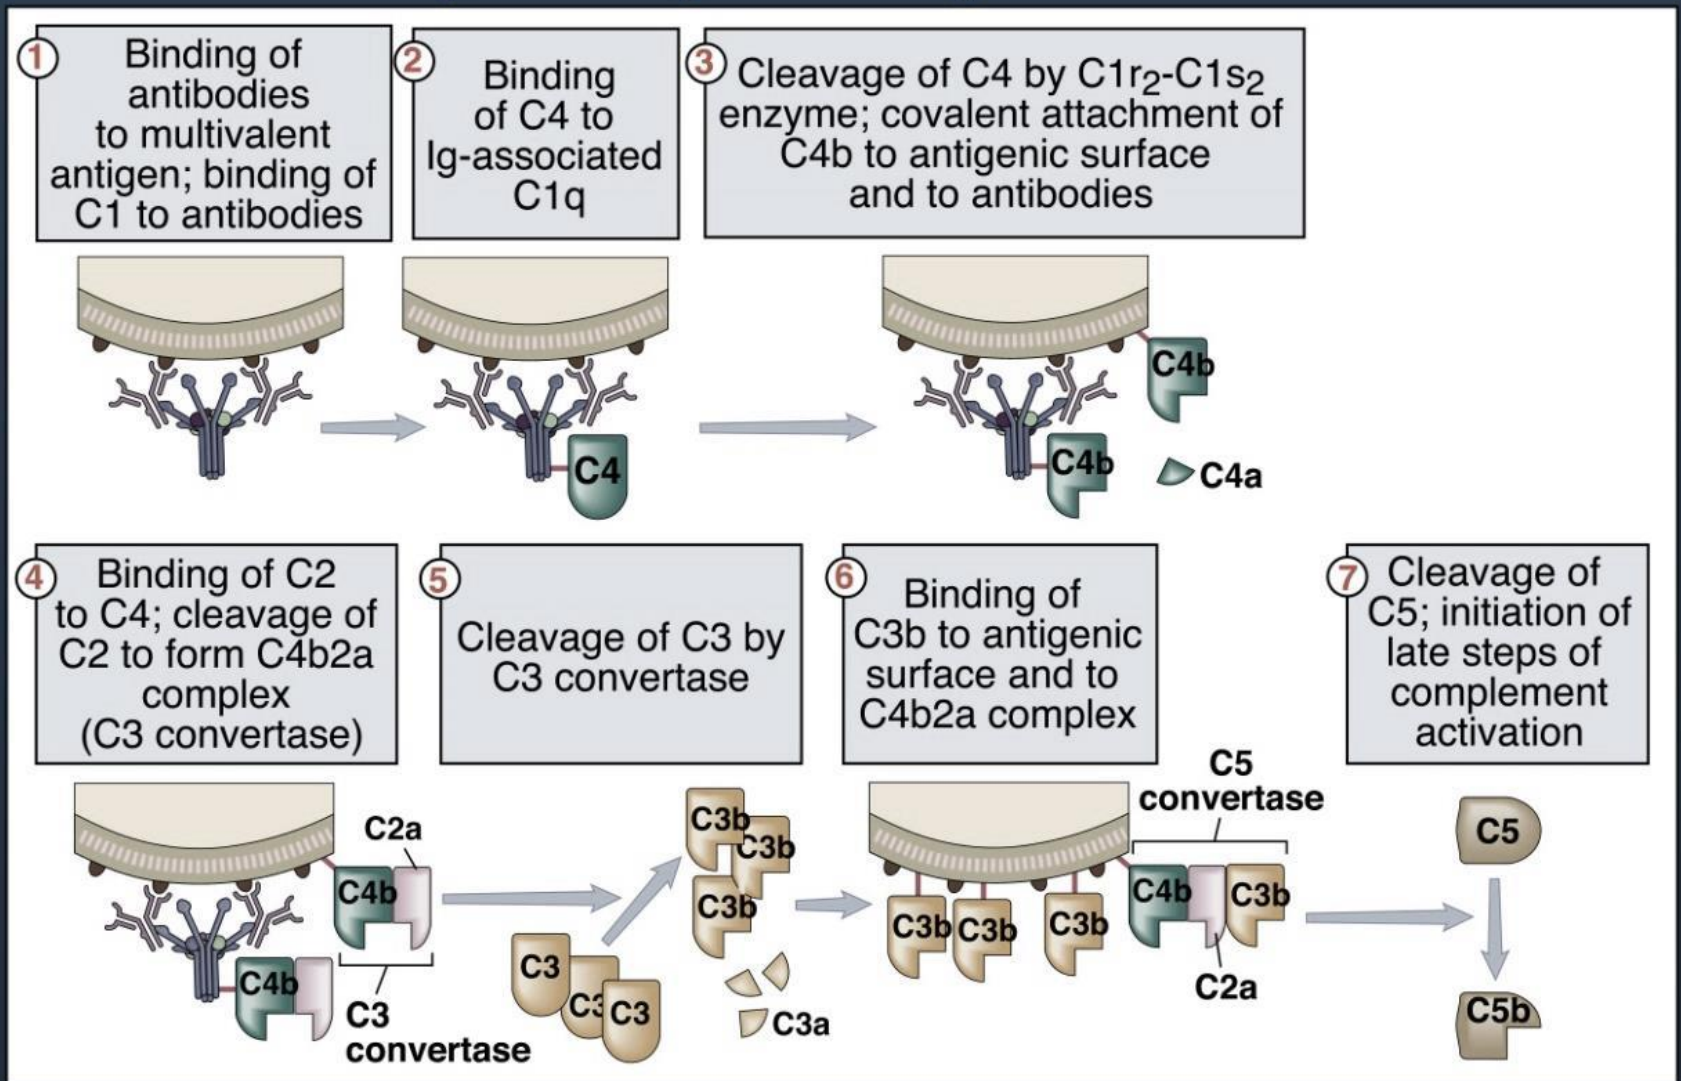 1
Binding of
antibodies
to multivalent
antigen; binding of
C1 to antibodies
2
Binding
of C4 to
Ig-associated
C1q
3
Cleavage of C4 by C1r2-C1s2
enzyme; covalent attachment of
C4b to antigenic surface
and to antibodies
C4
C4b
C4b
C4a
4
Binding of C2
to C4; cleavage of
C2 to form C4b2a
complex
(C3 convertase)
5
Cleavage of C3 by
C3 convertase
6
Binding of
C3b to antigenic
surface and to
C4b2a complex
7
Cleavage of
C5; initiation of
late steps of
complement
activation
C2a
C4b
C4b
C3
convertase
C3
C3
C3
C3b
C3b
C3b
C3a
C3b
C3b
C3b
C5
convertase
C4b
C3b
C2a
C5
C5b